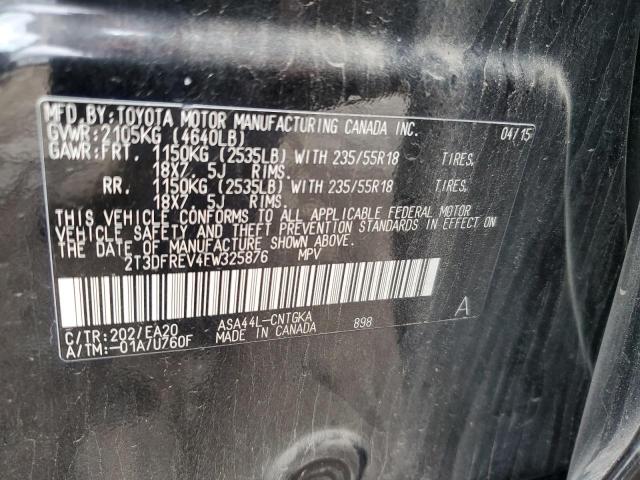 MFD.BY:TOYOTA MOTOR MANUFACTURING CANADA INC. 04/15
GVWR:2105KG (4640LB)
GAWR:FRT. 1150KG (2535LB) WITH 235/55R18 TIRES.
18X7. 5J RIMS.
RR. 1150KG (2535LB) WITH 235/55R18 TIRES.
18X7. 5J RIMS.
THIS VEHICLE CONFORMS TO ALL APPLICABLE FEDERAL MOTOR
VEHICLE SAFETY AND THEFT PREVENTION STANDARDS IN EFFECT ON
THE DATE OF MANUFACTURE SHOWN ABOVE.
2T3DFREV4FW325876 MPV
A
C/TR:202/EA20 ASA44L-CNTGKA 898
A/TM:-01A/U760F MADE IN CANADA